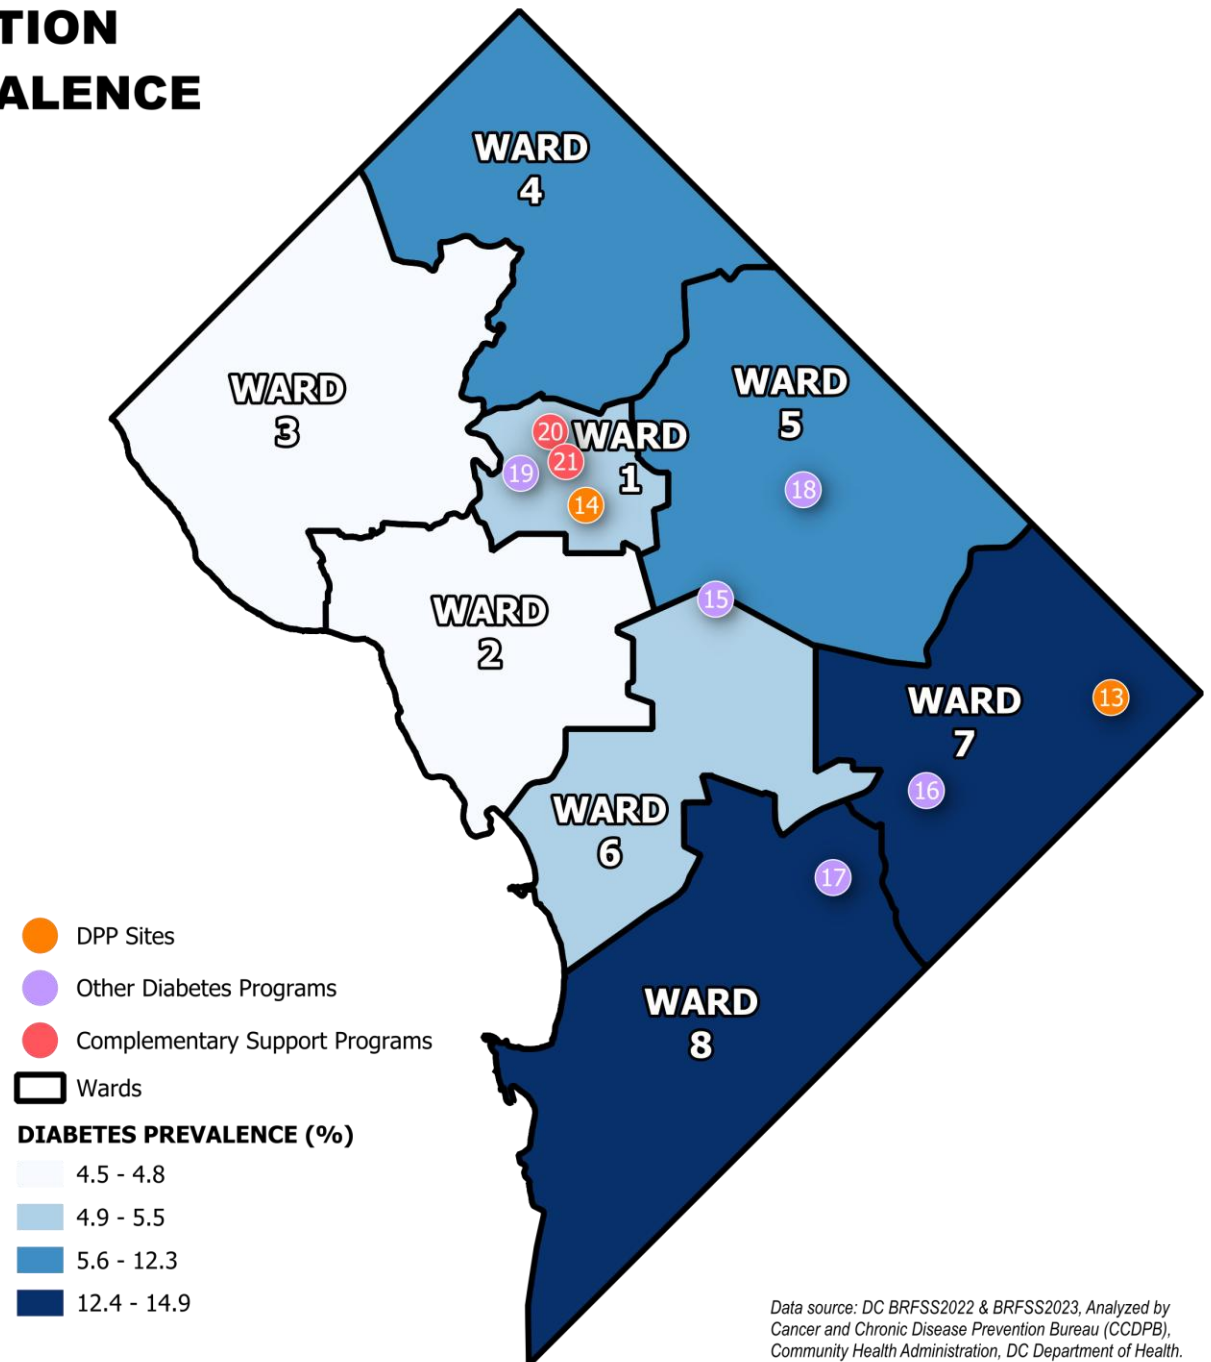 TION
ALENCE
WARD
4
WARD
3
WARD
5
20
WARD
1
21
19
14
18
15
WARD
2
WARD
7
13
16
WARD
6
17
WARD
8
DPP Sites
Other Diabetes Programs
Complementary Support Programs
Wards
DIABETES PREVALENCE (%)
4.5 - 4.8
4.9 - 5.5
5.6 - 12.3
12.4 - 14.9
Data source: DC BRFSS2022 & BRFSS2023, Analyzed by
Cancer and Chronic Disease Prevention Bureau (CCDPB),
Community Health Administration, DC Department of Health.